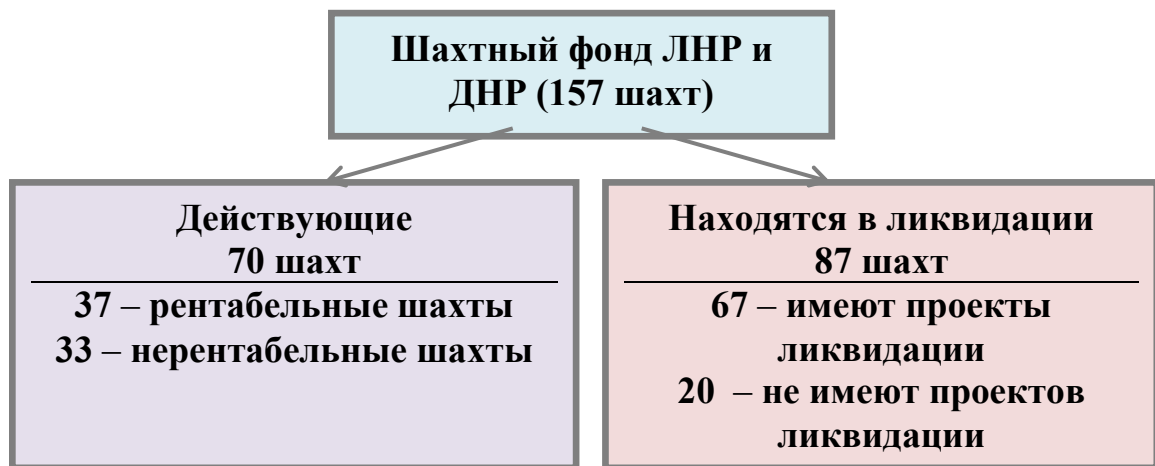 Шахтный фонд ЛНР и
ДНР (157 шахт)
Действующие
70 шахт
37 – рентабельные шахты
33 – нерентабельные шахты
Находятся в ликвидации
87 шахт
67 – имеют проекты
ликвидации
20 – не имеют проектов
ликвидации